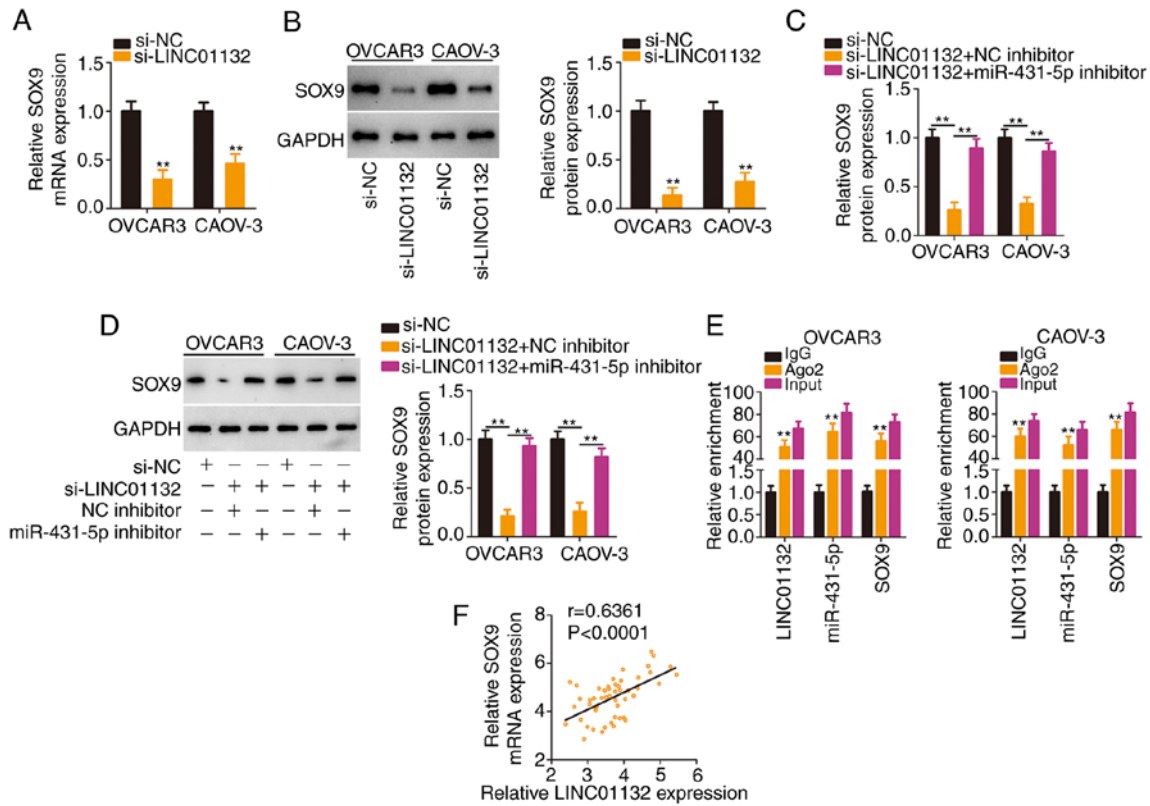 A
si-NC
si-LINC01132
Relative SOX9
mRNA expression
1.5
1.0
0.5
0.0
**
**
OVCAR3
CAOV-3
B
OVCAR3
CAOV-3
SOX9
GAPDH
si-NC
si-LINC01132
si-NC
si-LINC01132
si-NC
si-LINC01132
Relative SOX9
protein expression
1.5
1.0
0.5
0.0
**
**
OVCAR3
CAOV-3
C
si-NC
si-LINC01132+NC inhibitor
si-LINC01132+miR-431-5p inhibitor
Relative SOX9
protein expression
1.5
1.0
0.5
0.0
**
**
**
**
OVCAR3
CAOV-3
D
OVCAR3
CAOV-3
SOX9
GAPDH
si-NC + − − + − −
si-LINC01132 − + + − + +
NC inhibitor − + − − + −
miR-431-5p inhibitor − − + − − +
si-NC
si-LINC01132+NC inhibitor
si-LINC01132+miR-431-5p inhibitor
Relative SOX9
protein expression
1.5
1.0
0.5
0.0
**
**
**
**
OVCAR3
CAOV-3
E
OVCAR3
IgG
Ago2
Input
Relative enrichment
100
80
60
40
1.5
1.0
0.5
0.0
**
**
**
LINC01132
miR-431-5p
SOX9
CAOV-3
IgG
Ago2
Input
Relative enrichment
100
80
60
40
1.5
1.0
0.5
0.0
**
**
**
LINC01132
miR-431-5p
SOX9
F
r=0.6361
P<0.0001
Relative SOX9
mRNA expression
8
6
4
2
2 3 4 5 6
Relative LINC01132 expression